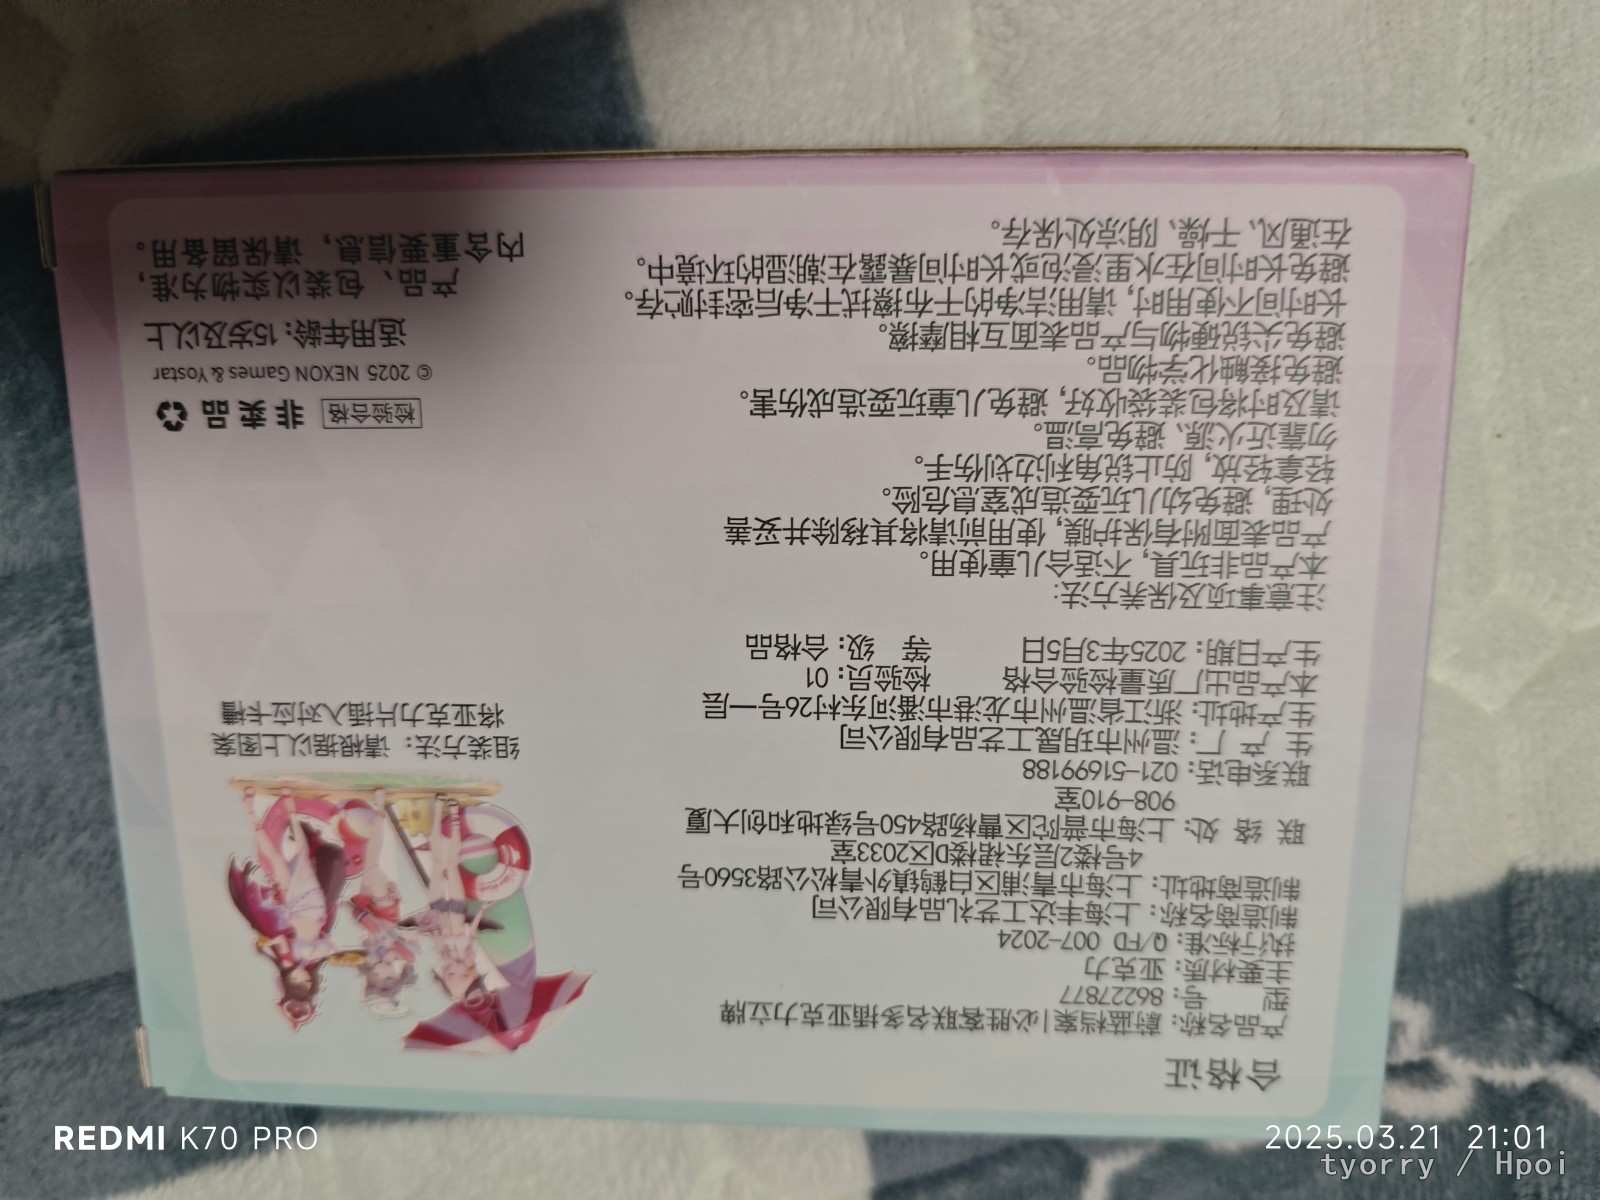 合格证
产品名称：蔚蓝档案|必胜客联名多插亚克力立牌
型 号：86227877
主要材质：亚克力
执行标准：Q/FD 007-2024
制造商名称：上海丰达工艺礼品有限公司
制造商地址：上海市青浦区白鹤镇外青松公路3560号
4号楼2层东裙楼D区2033室
联 络 处：上海市普陀区曹杨路450号绿地和创大厦
908-910室
联系电话：021-51699188
生 产 厂：温州市玥晟工艺品有限公司
生产地址：浙江省温州市龙港市潘河东村26号一层
本产品出厂质量检验合格 检验员：01
生产日期：2025年3月5日 等 级：合格品
注意事项及保养方法:
本产品非玩具，不适合儿童使用。
产品表面附有保护膜，使用前请将其移除并妥善
处理，避免幼儿玩耍造成窒息危险。
轻拿轻放，防止锐角利边划伤手。
勿靠近火源、避免高温。
请及时将包装袋收好，避免儿童玩耍造成伤害。
避免接触化学物品。
避免尖锐硬物与产品表面互相摩擦。
长时间不使用时，请用洁净的干布擦拭干净后密封贮存。
避免长时间在水里浸泡或长时间暴露在潮湿的环境中。
在通风、干燥、阴凉处保存。
组装方法：请根据以上图案
将亚克力片插入对应卡槽
检验合格 非卖品
© 2025 NEXON Games & Yostar
适用年龄：15岁及以上
产品、包装以实物为准，
内含重要信息，请保留备用。
REDMI K70 PRO
2025.03.21 21:01
tyorry / Hpoi